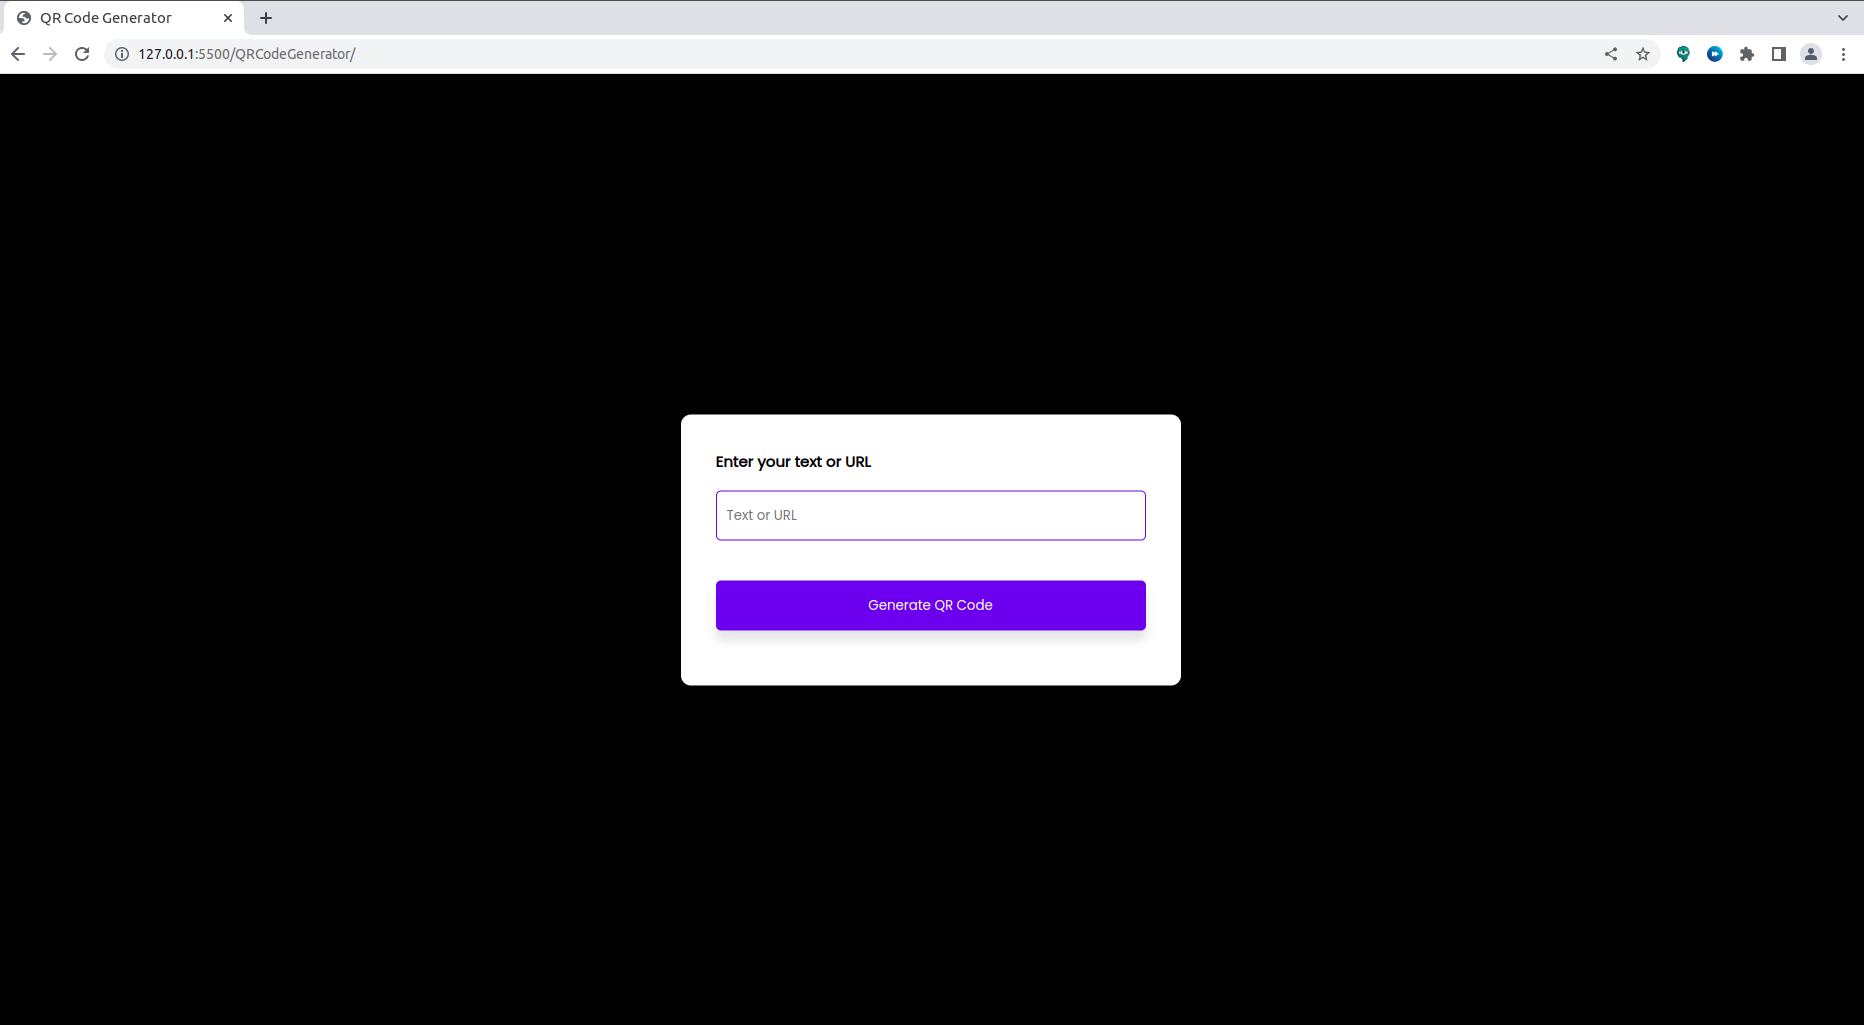 QR Code Generator
127.0.0.1:5500/QRCodeGenerator/
Enter your text or URL
Text or URL
Generate QR Code